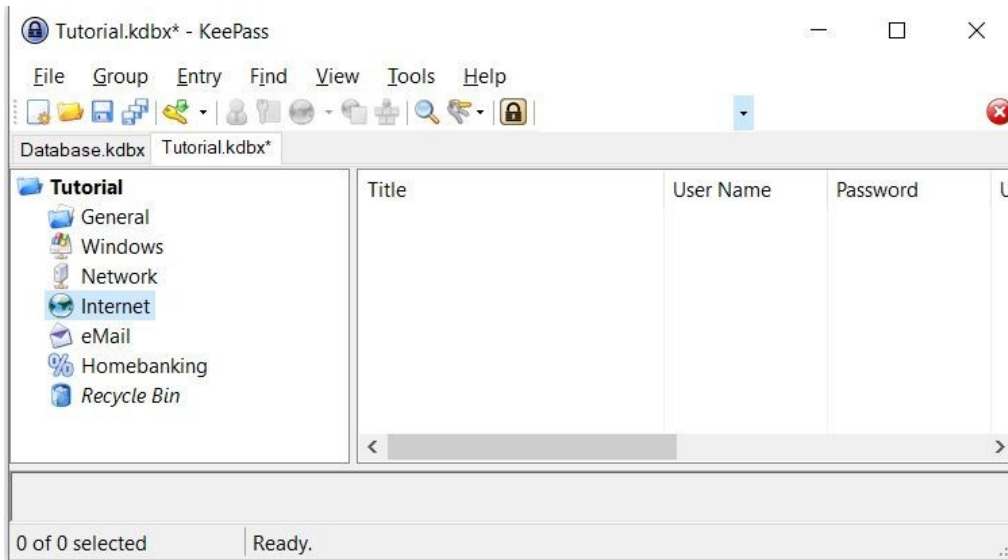 Tutorial.kdbx* - KeePass
File Group Entry Find View Tools Help
Database.kdbx Tutorial.kdbx*
Tutorial
General
Windows
Network
Internet
eMail
Homebanking
Recycle Bin
Title User Name Password
0 of 0 selected Ready.